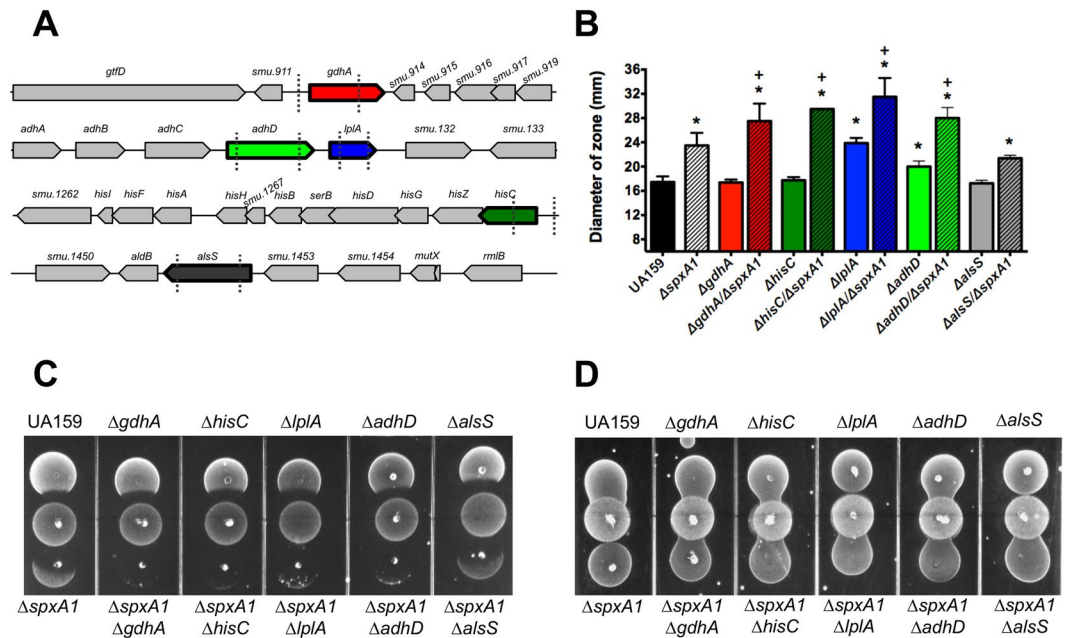 A
gtfD smu.911 gdhA smu.914 smu.915 smu.916 smu.917 smu.919
adhA adhB adhC adhD lplA smu.132 smu.133
smu.1262 hisI hisF hisA hisH smu.1267 hisB serB hisD hisG hisZ hisC
smu.1450 aldB alsS smu.1453 smu.1454 mutX rmlB
B
Diameter of zone (mm)
36
32
28
24
20
16
12
8
* + * + * * + * * + * *
UA159 ΔspxA1 ΔgdhA ΔgdhA/ΔspxA1 ΔhisC ΔhisC/ΔspxA1 ΔlplA ΔlplA/ΔspxA1 ΔadhD ΔadhD/ΔspxA1 ΔalsS ΔalsS/ΔspxA1
C
UA159 ΔgdhA ΔhisC ΔlplA ΔadhD ΔalsS
ΔspxA1 ΔspxA1 ΔspxA1 ΔspxA1 ΔspxA1 ΔspxA1
ΔgdhA ΔhisC ΔlplA ΔadhD ΔalsS
D
UA159 ΔgdhA ΔhisC ΔlplA ΔadhD ΔalsS
ΔspxA1 ΔspxA1 ΔspxA1 ΔspxA1 ΔspxA1 ΔspxA1
ΔgdhA ΔhisC ΔlplA ΔadhD ΔalsS